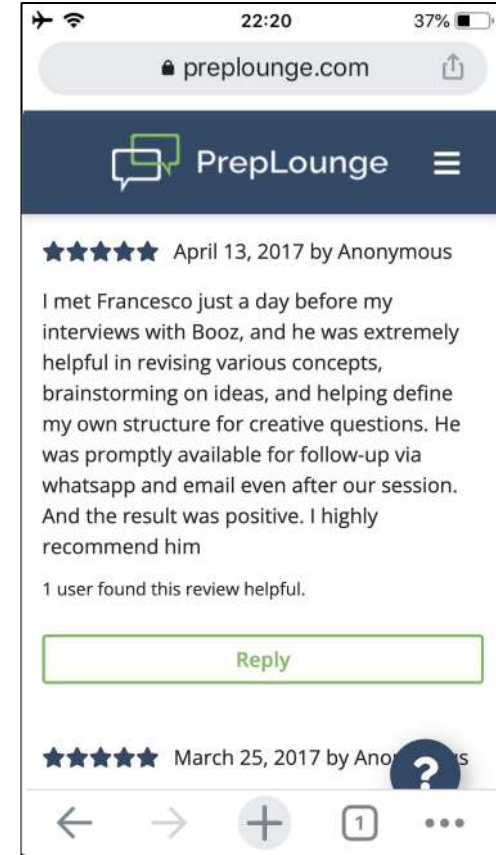 22:20
37%
preplounge.com
PrepLounge
April 13, 2017 by Anonymous
I met Francesco just a day before my
interviews with Booz, and he was extremely
helpful in revising various concepts,
brainstorming on ideas, and helping define
my own structure for creative questions. He
was promptly available for follow-up via
whatsapp and email even after our session.
And the result was positive. I highly
recommend him
1 user found this review helpful.
Reply
March 25, 2017 by
?
1